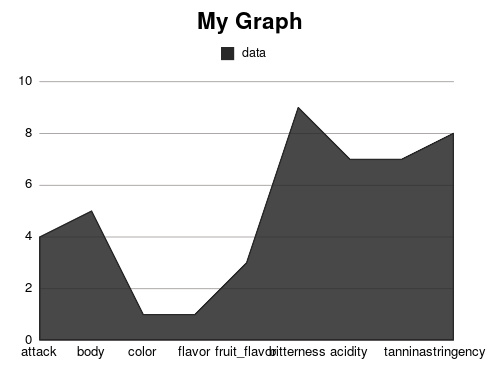 My Graph
data
10
8
6
4
2
0
attack body color flavor fruit_flavor bitterness acidity tannin astringency